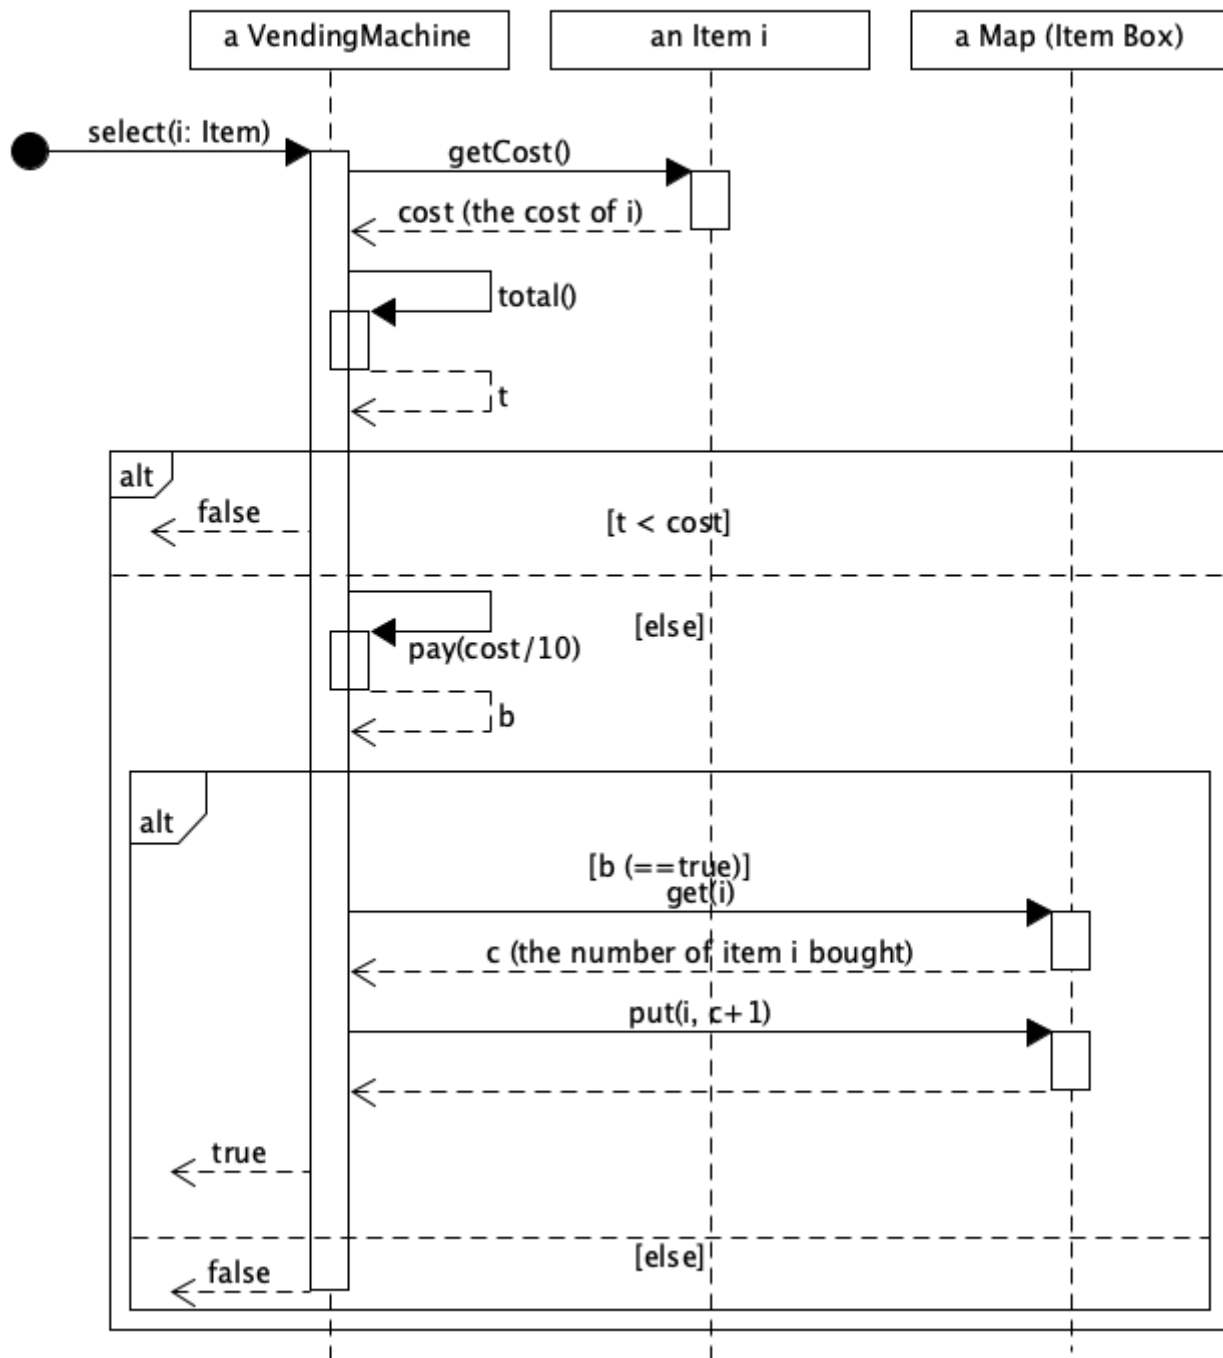 a VendingMachine
an Item i
a Map (Item Box)
select(i: Item)
getCost()
cost (the cost of i)
total()
t
alt
false
[t < cost]
[else]
pay(cost/10)
b
alt
[b (==true)]
get(i)
c (the number of item i bought)
put(i, c+1)
true
[else]
false